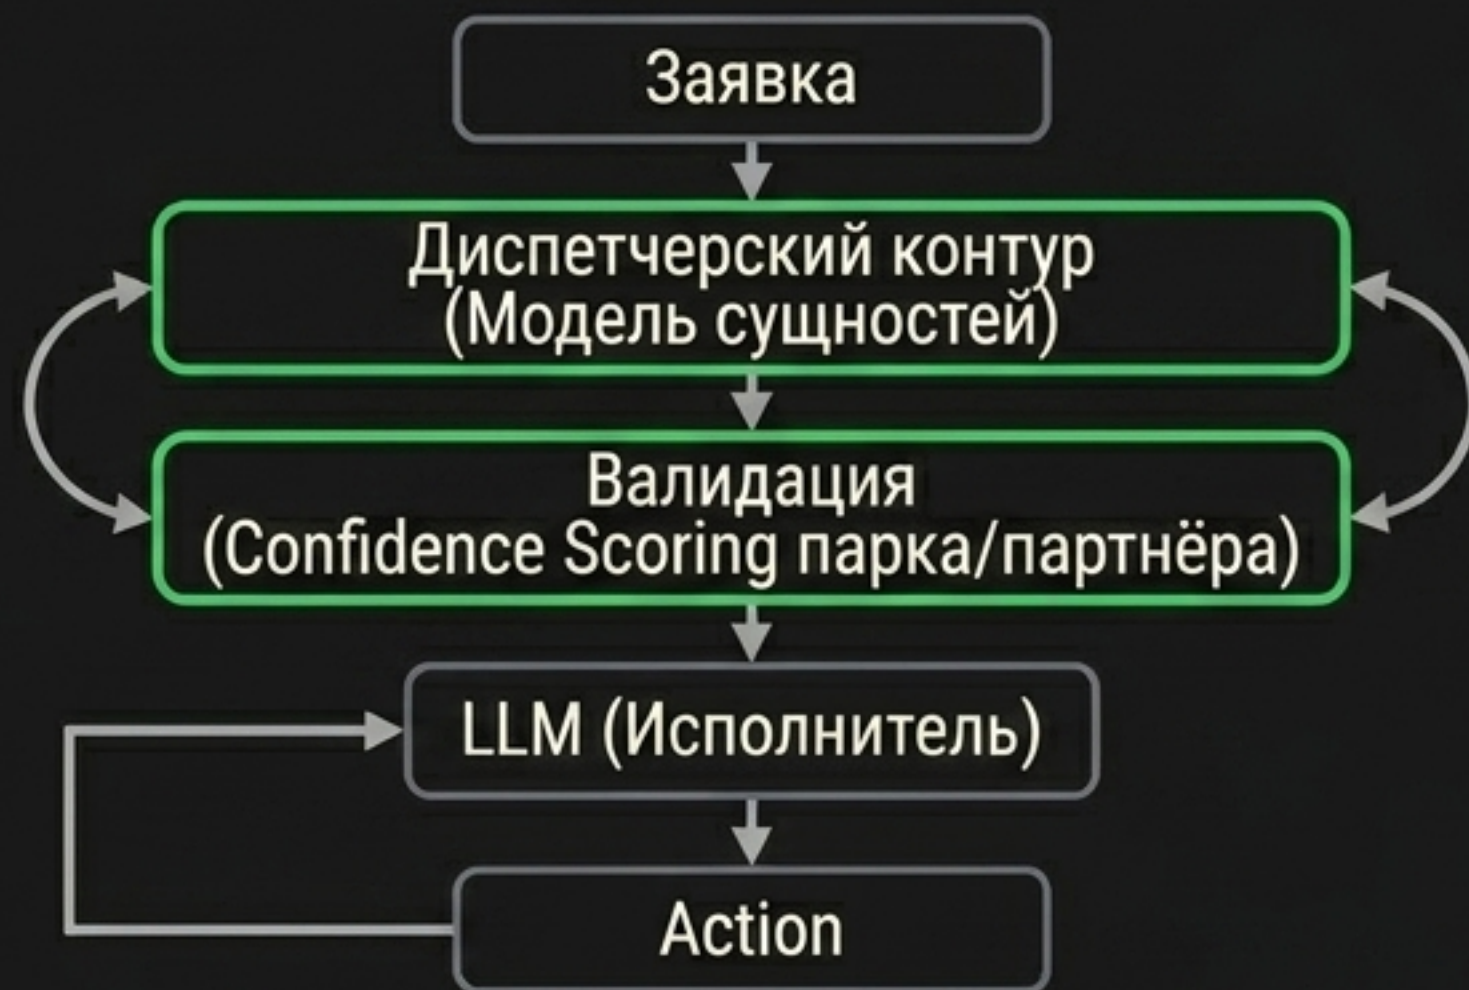 Заявка
Диспетчерский контур
(Модель сущностей)
Валидация
(Confidence Scoring парка/партнёра)
LLM (Исполнитель)
Action